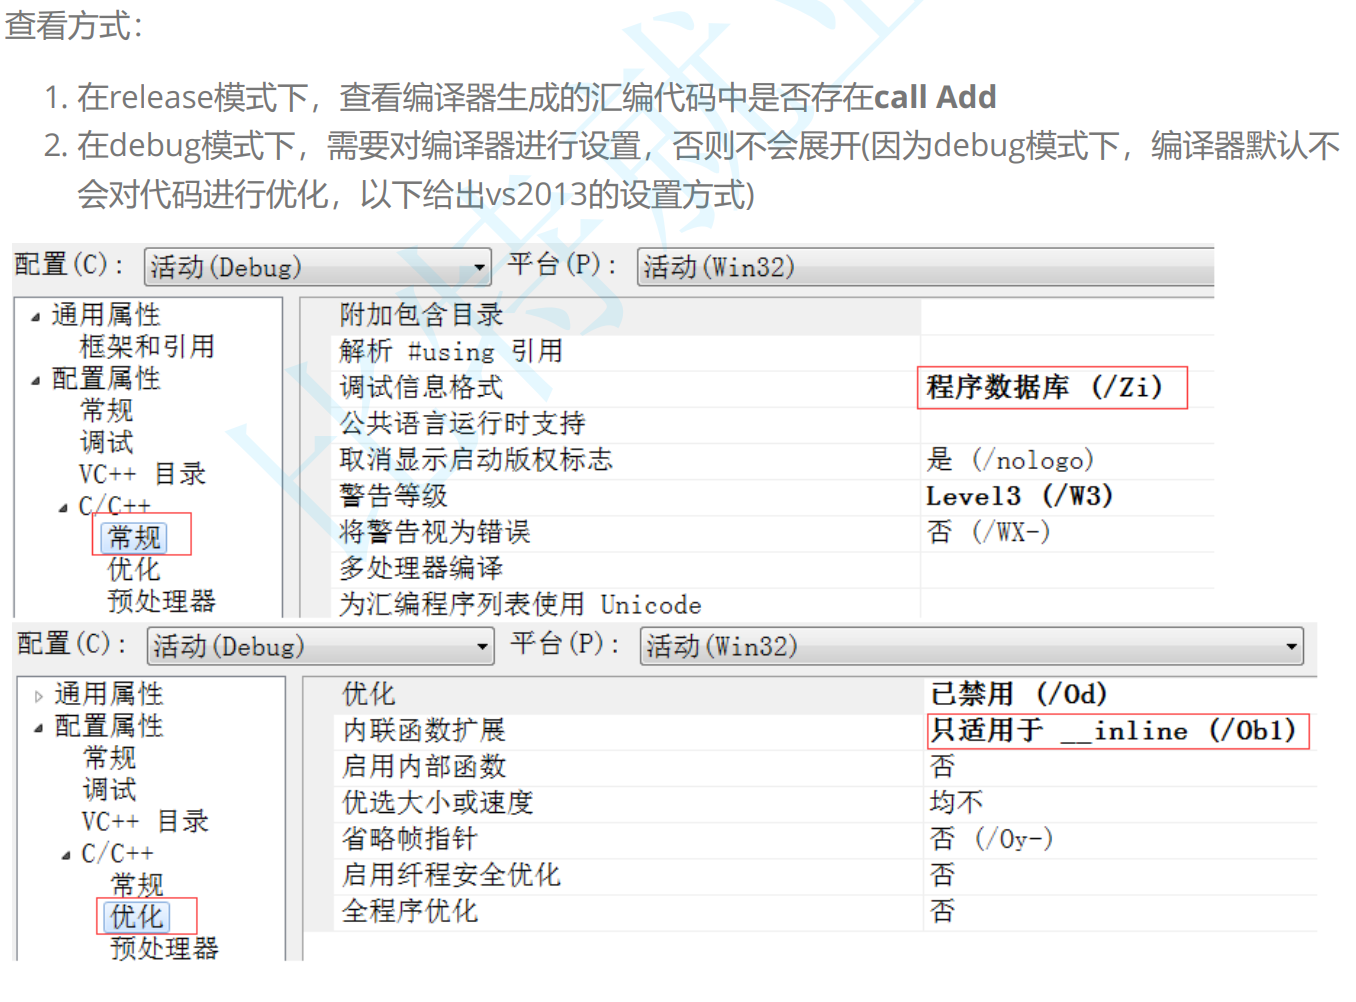 查看方式：
1. 在release模式下，查看编译器生成的汇编代码中是否存在call Add
2. 在debug模式下，需要对编译器进行设置，否则不会展开(因为debug模式下，编译器默认不
会对代码进行优化，以下给出vs2013的设置方式)
配置(C)： 活动(Debug) 平台(P)： 活动(Win32)
通用属性
框架和引用
配置属性
常规
调试
VC++ 目录
C/C++
常规
优化
预处理器
附加包含目录
解析 #using 引用
调试信息格式 程序数据库 (/Zi)
公共语言运行时支持
取消显示启动版权标志 是 (/nologo)
警告等级 Level3 (/W3)
将警告视为错误 否 (/WX-)
多处理器编译
为汇编程序列表使用 Unicode
配置(C)： 活动(Debug) 平台(P)： 活动(Win32)
通用属性
配置属性
常规
调试
VC++ 目录
C/C++
常规
优化
预处理器
优化 已禁用 (/Od)
内联函数扩展 只适用于 __inline (/Ob1)
启用内部函数 否
优选大小或速度 均不
省略帧指针 否 (/Oy-)
启用纤程安全优化 否
全程序优化 否
比特就业